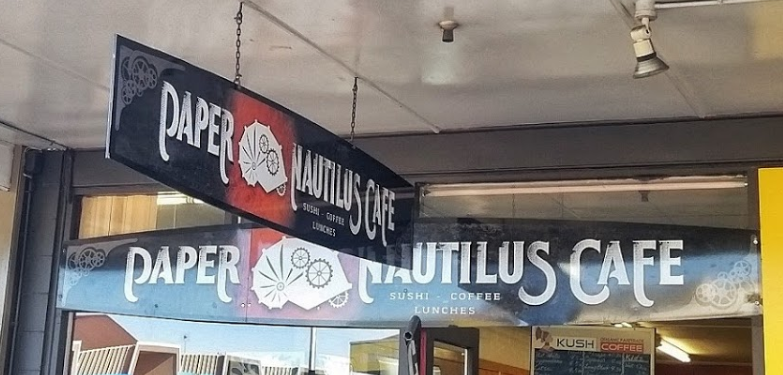 PAPER NAUTILUS CAFE
SUSHI - COFFEE
LUNCHES
PAPER NAUTILUS CAFE
SUSHI - COFFEE
LUNCHES
KUSH COFFEE